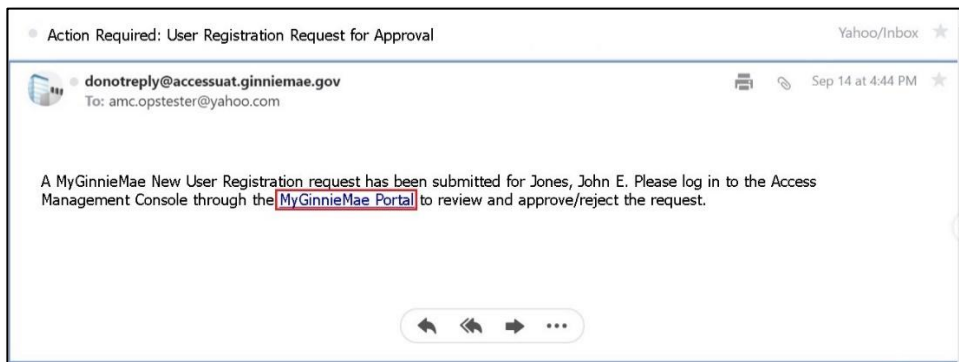 Action Required: User Registration Request for Approval
Yahoo/Inbox
donotreply@accessuat.ginniemae.gov
Sep 14 at 4:44 PM
To: amc.opstester@yahoo.com
A MyGinnieMae New User Registration request has been submitted for Jones, John E. Please log in to the Access
Management Console through the MyGinnieMae Portal to review and approve/reject the request.